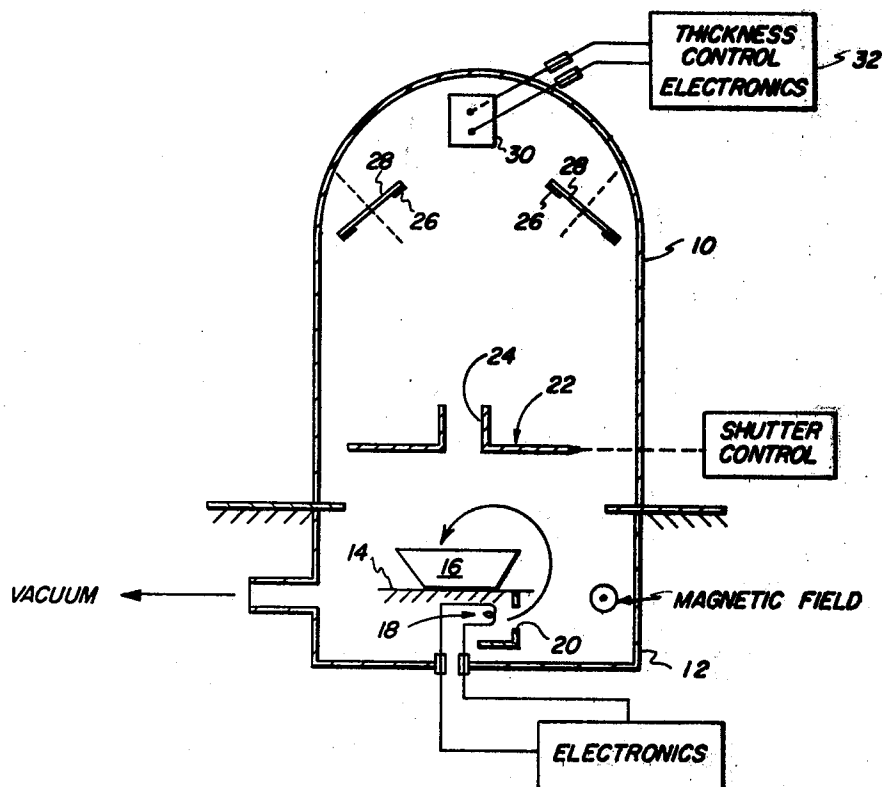 THICKNESS
CONTROL
ELECTRONICS
32
30
28
26
28
26
10
24
22
SHUTTER
CONTROL
14
16
VACUUM
MAGNETIC FIELD
18
20
12
ELECTRONICS